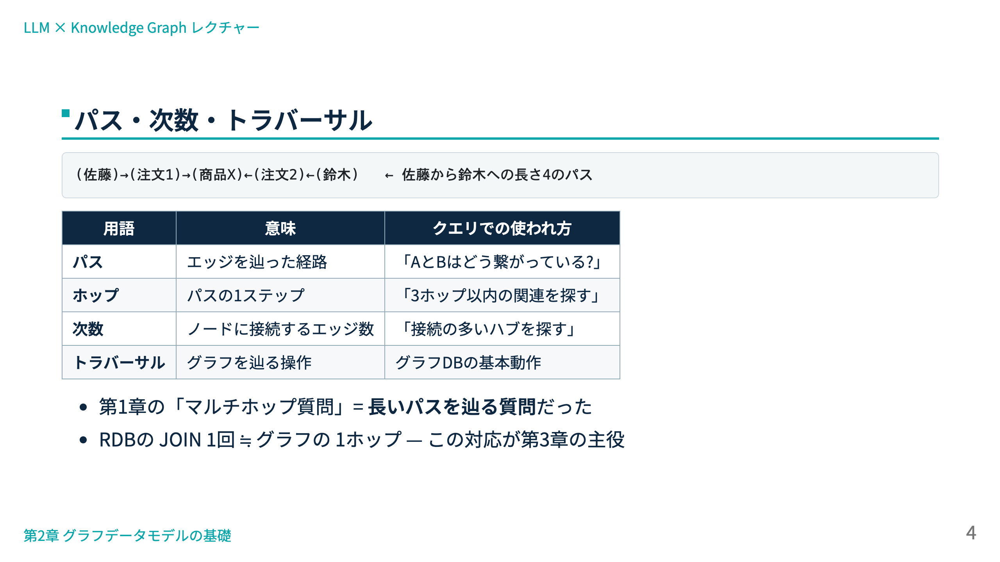 LLM × Knowledge Graph レクチャー
パス・次数・トラバーサル
(佐藤)→(注文1)→(商品X)←(注文2)←(鈴木)   ← 佐藤から鈴木への長さ4のパス
用語 意味 クエリでの使われ方
パス エッジを辿った経路 「AとBはどう繋がっている?」
ホップ パスの1ステップ 「3ホップ以内の関連を探す」
次数 ノードに接続するエッジ数 「接続の多いハブを探す」
トラバーサル グラフを辿る操作 グラフDBの基本動作
• 第1章の「マルチホップ質問」= 長いパスを辿る質問だった
• RDBの JOIN 1回 ≒ グラフの 1ホップ — この対応が第3章の主役
第2章 グラフデータモデルの基礎
4